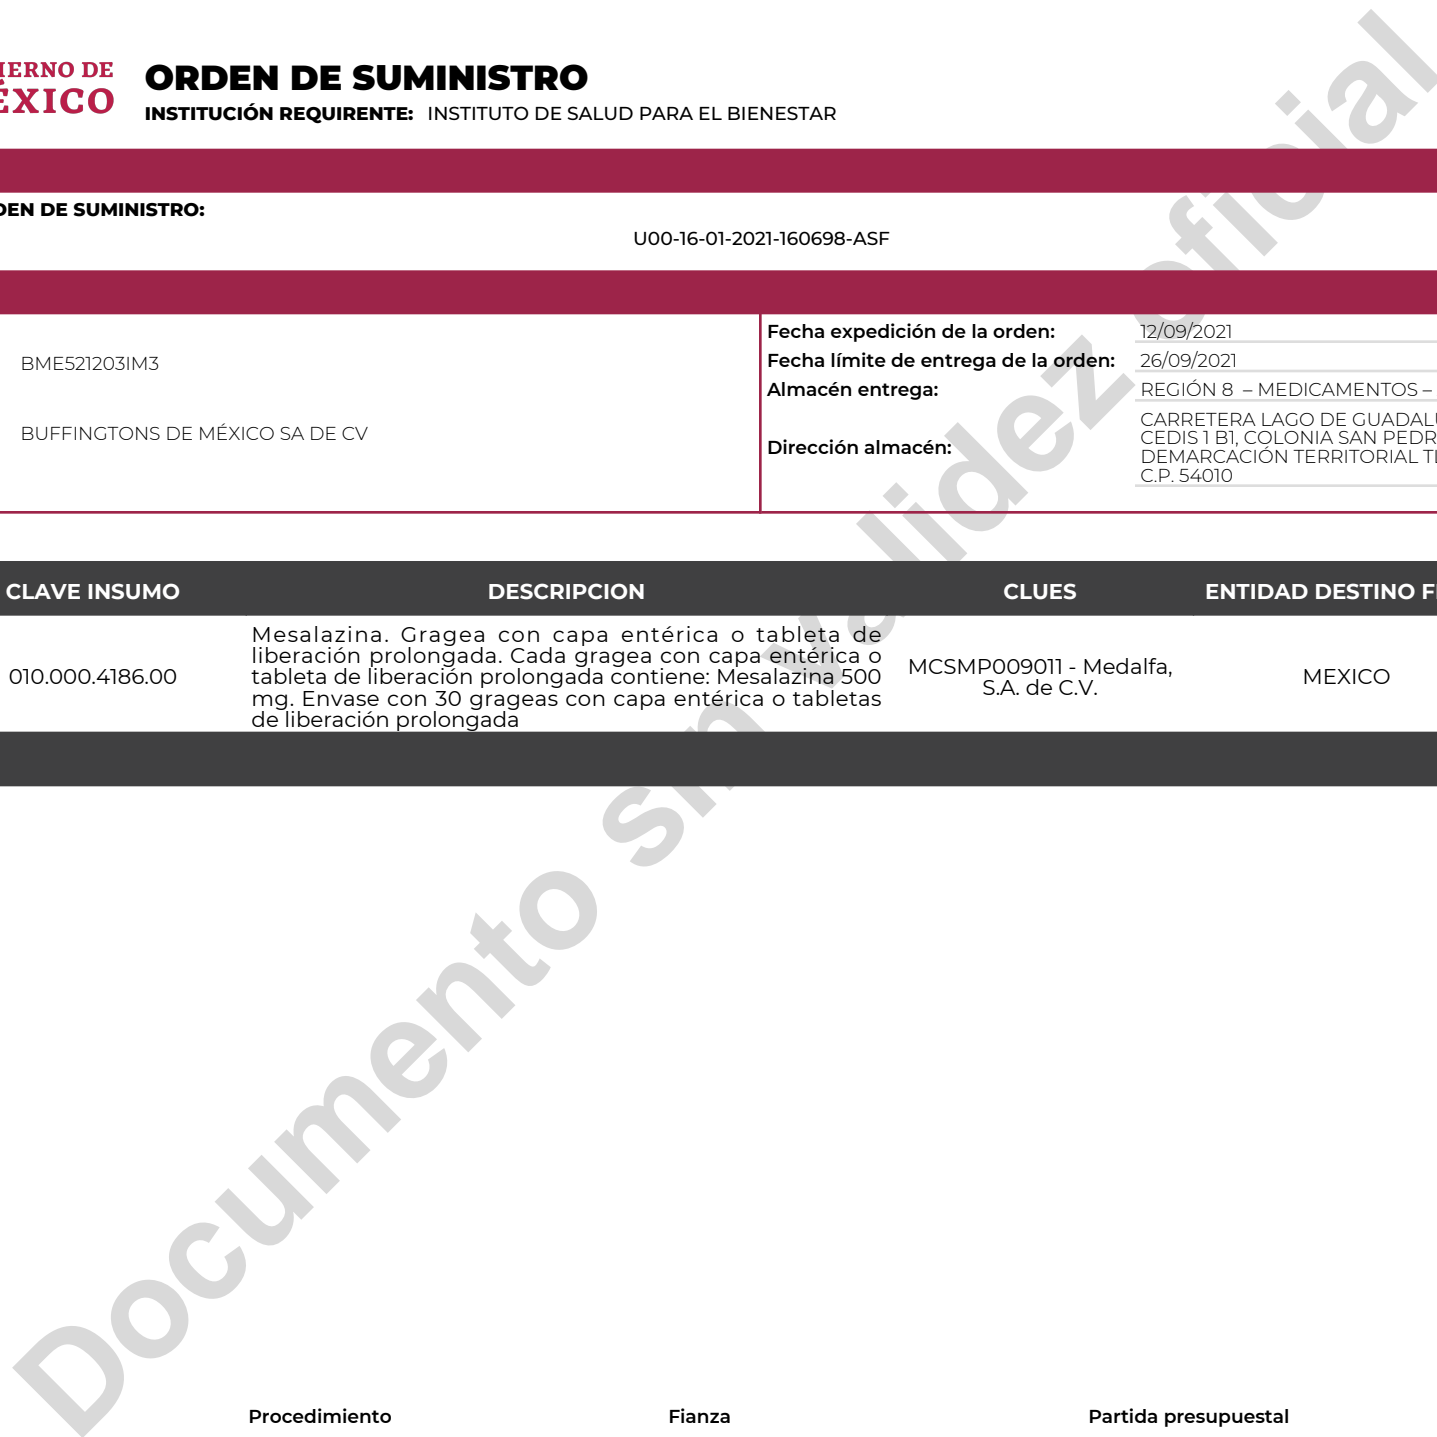 IERNO DE
ÉXICO
ORDEN DE SUMINISTRO
INSTITUCIÓN REQUIRENTE: INSTITUTO DE SALUD PARA EL BIENESTAR
DEN DE SUMINISTRO:
U00-16-01-2021-160698-ASF
BME521203IM3
BUFFINGTONS DE MÉXICO SA DE CV
Fecha expedición de la orden: 12/09/2021
Fecha límite de entrega de la orden: 26/09/2021
Almacén entrega: REGIÓN 8 – MEDICAMENTOS –
Dirección almacén:
CARRETERA LAGO DE GUADALU
CEDIS 1 B1, COLONIA SAN PEDR
DEMARCACIÓN TERRITORIAL TL
C.P. 54010
CLAVE INSUMO DESCRIPCION CLUES ENTIDAD DESTINO FI
010.000.4186.00
Mesalazina. Gragea con capa entérica o tableta de
liberación prolongada. Cada gragea con capa entérica o
tableta de liberación prolongada contiene: Mesalazina 500
mg. Envase con 30 grageas con capa entérica o tabletas
de liberación prolongada
MCSMP009011 - Medalfa,
S.A. de C.V.
MEXICO
Documento sin validez oficial
Procedimiento Fianza Partida presupuestal